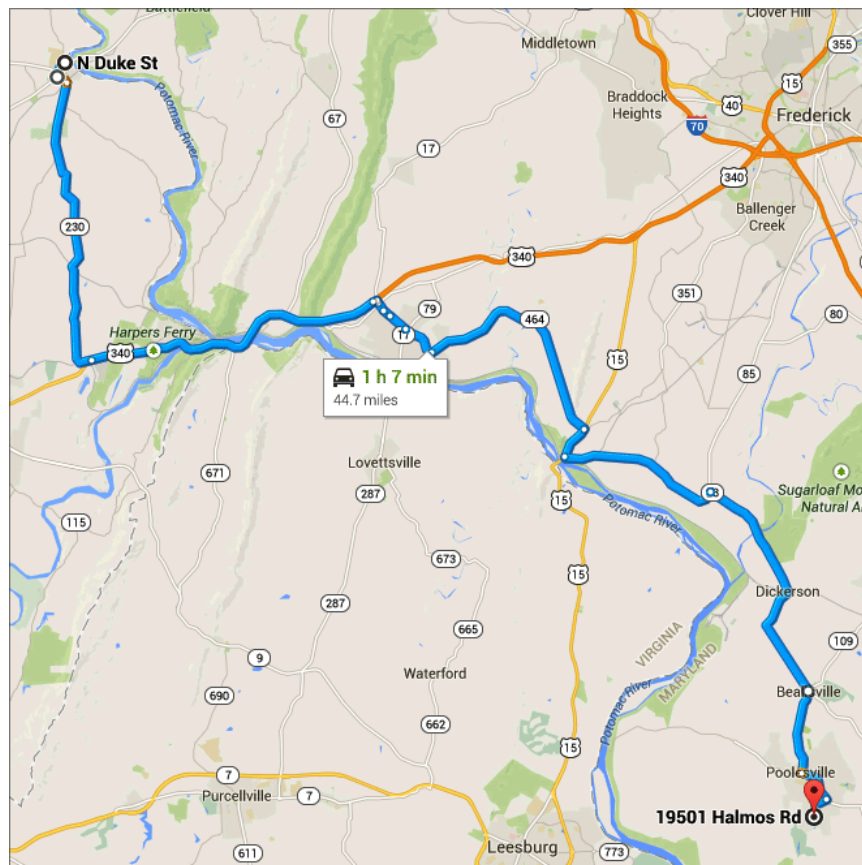 Battlefield
N Duke St
Potomac River
Middletown
Clover Hill
355
15
67
Braddock
Heights
40
70
Frederick
17
340
Ballenger
Creek
230
340
351
79
80
Harpers Ferry
464
340
17
15
85
1 h 7 min
44.7 miles
671
Lovettsville
287
15
Potomac River
Sugarloaf Mo
Natural A
115
673
15
Dickerson
287
665
VIRGINIA
MARYLAND
109
9
Waterford
690
Potomac River
662
15
7
Poolesville
Purcellville
7
19501 Halmos Rd
611
Leesburg
773